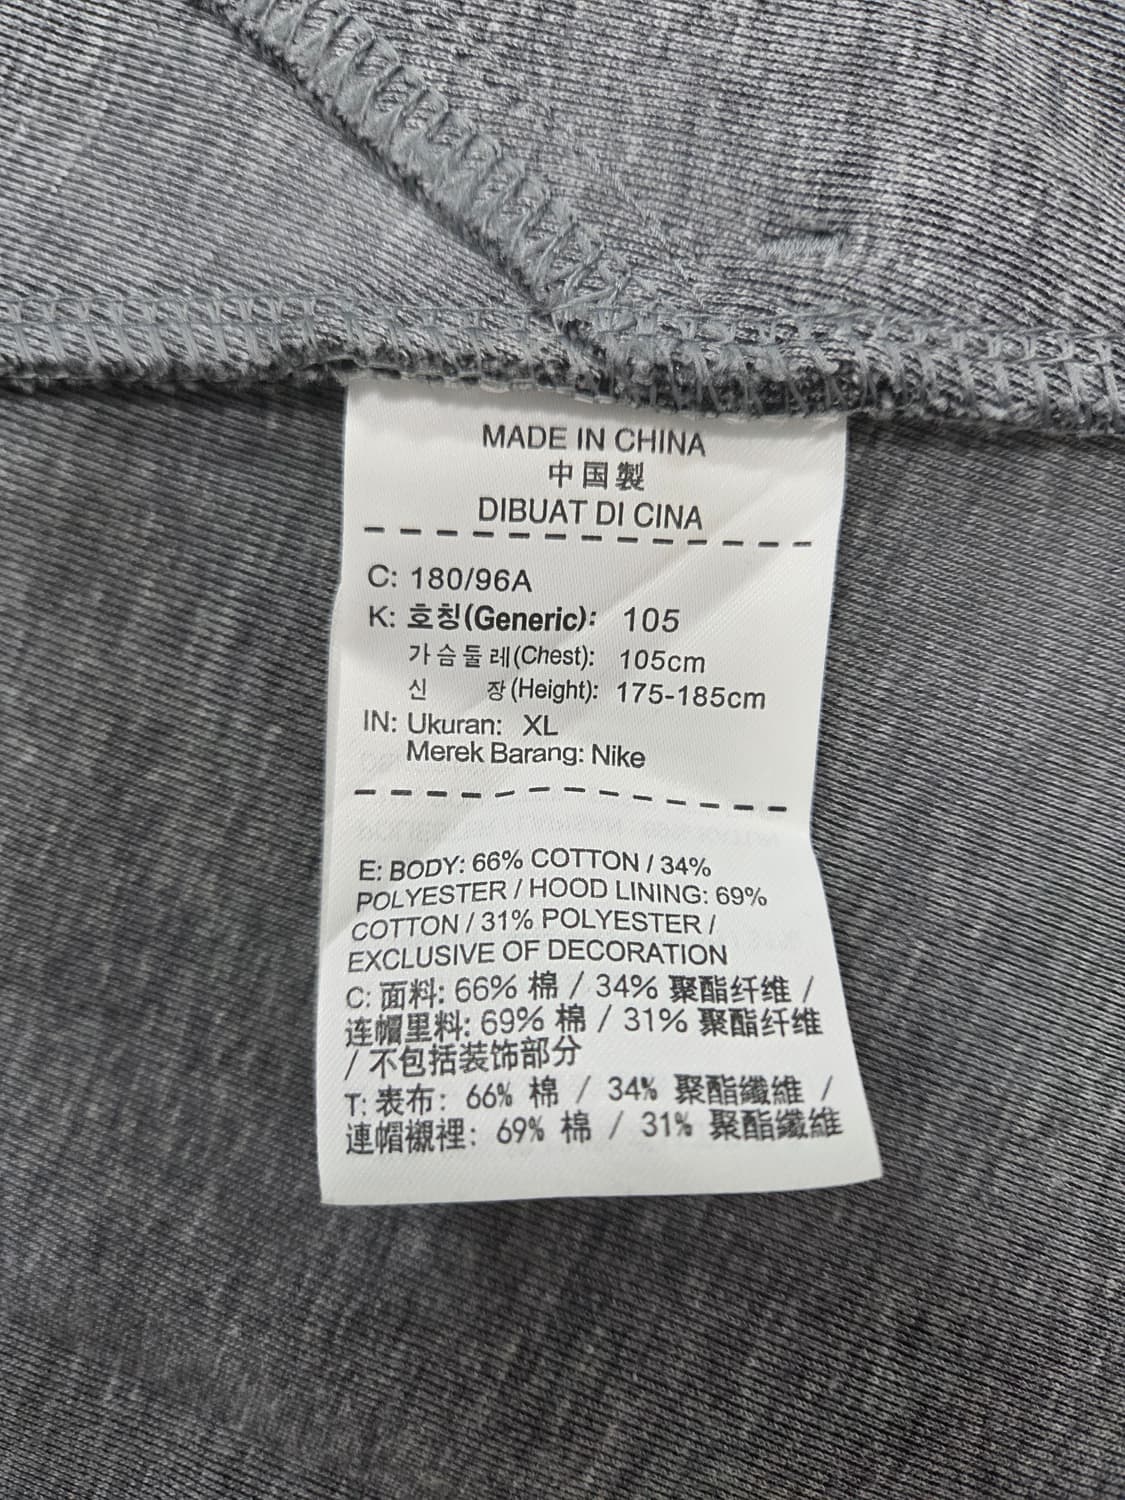 MADE IN CHINA
中国製
DIBUAT DI CINA
C: 180/96A
K: 호칭(Generic): 105
가슴둘레(Chest): 105cm
신 장(Height): 175-185cm
IN: Ukuran: XL
Merek Barang: Nike
E: BODY: 66% COTTON / 34%
POLYESTER / HOOD LINING: 69%
COTTON / 31% POLYESTER /
EXCLUSIVE OF DECORATION
C: 面料: 66% 棉 / 34% 聚酯纤维 /
连帽里料: 69% 棉 / 31% 聚酯纤维
/ 不包括装饰部分
T: 表布: 66% 棉 / 34% 聚酯纖維 /
連帽襯裡: 69% 棉 / 31% 聚酯纖維